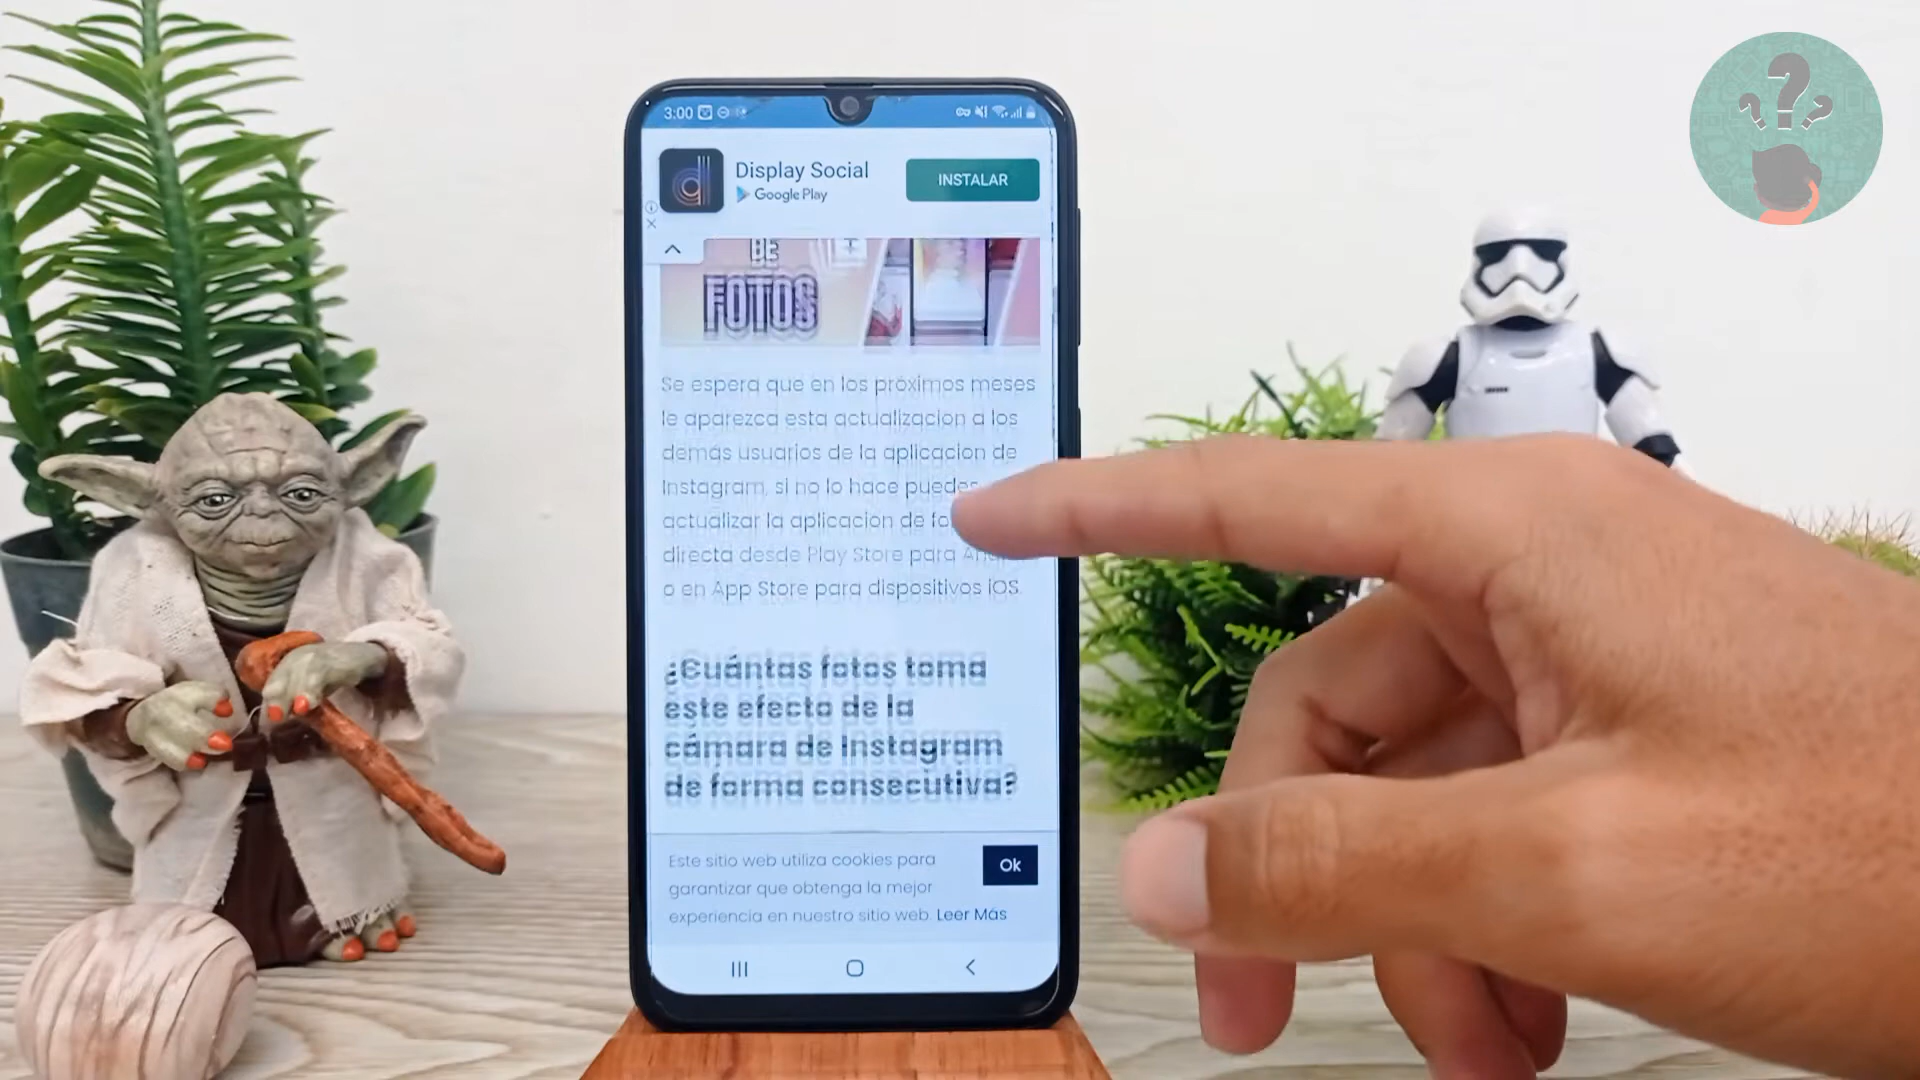 3:00
Display Social
Google Play
INSTALAR
DE
FOTOS
Se espera que en los próximos meses
le aparezca esta actualizacion a los
demás usuarios de la aplicacion de
Instagram, si no lo hace puedes
actualizar la aplicacion de
directa desde Play Store para
o en App Store para dispositivos iOS.
¿Cuántas fotos toma
este efecto de la
cámara de Instagram
de forma consecutiva?
Este sitio web utiliza cookies para
garantizar que obtenga la mejor
experiencia en nuestro sitio web. Leer Más
Ok